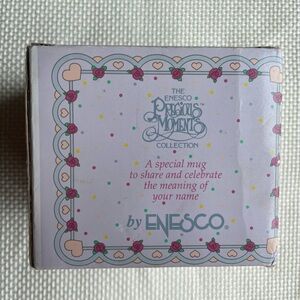 THE
ENESCO
PRECIOUS
MOMENTS
COLLECTION
A special mug
to share and celebrate
the meaning of
your name
by ENESCO®